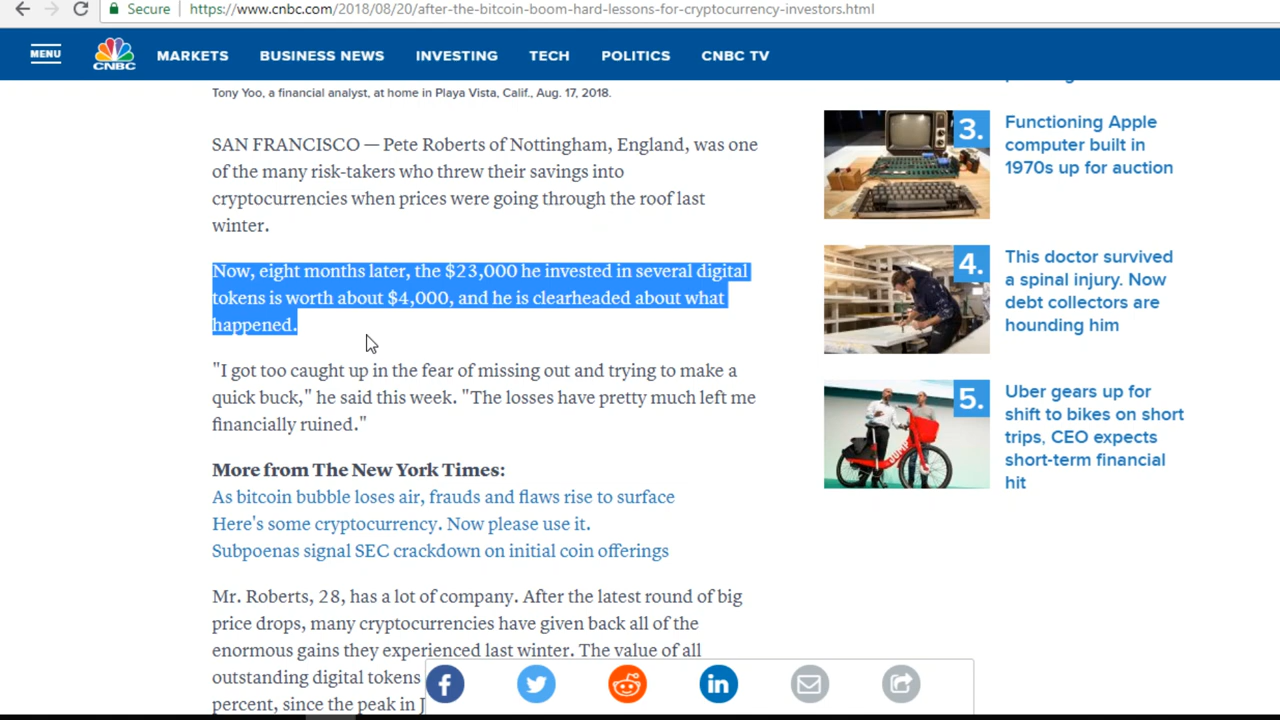 Secure
https://www.cnbc.com/2018/08/20/after-the-bitcoin-boom-hard-lessons-for-cryptocurrency-investors.html
MENU
CNBC
MARKETS
BUSINESS NEWS
INVESTING
TECH
POLITICS
CNBC TV
Tony Yoo, a financial analyst, at home in Playa Vista, Calif., Aug. 17, 2018.
SAN FRANCISCO — Pete Roberts of Nottingham, England, was one
of the many risk-takers who threw their savings into
cryptocurrencies when prices were going through the roof last
winter.
Now, eight months later, the $23,000 he invested in several digital
tokens is worth about $4,000, and he is clearheaded about what
happened.
"I got too caught up in the fear of missing out and trying to make a
quick buck," he said this week. "The losses have pretty much left me
financially ruined."
More from The New York Times:
As bitcoin bubble loses air, frauds and flaws rise to surface
Here's some cryptocurrency. Now please use it.
Subpoenas signal SEC crackdown on initial coin offerings
Mr. Roberts, 28, has a lot of company. After the latest round of big
price drops, many cryptocurrencies have given back all of the
enormous gains they experienced last winter. The value of all
outstanding digital tokens
percent, since the peak in
3.
Functioning Apple
computer built in
1970s up for auction
4.
This doctor survived
a spinal injury. Now
debt collectors are
hounding him
5.
Uber gears up for
shift to bikes on short
trips, CEO expects
short-term financial
hit
f
in